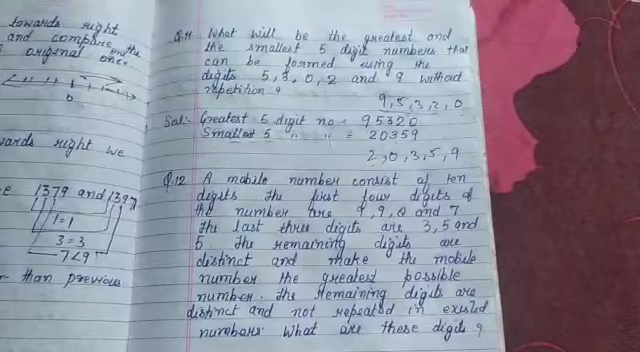 towards right
and compare the
original one.
0
wards right we
1379 and 1397
1=1
3=3
7<9
than previous
Q.11 What will be the greatest and
the smallest 5 digit numbers that
can be formed using the
digits 5,3,0,2 and 9 without
repetition ?
9,5,3,2,0
Sol:- Greatest 5 digit no = 95320
Smallest 5 " " = 20359
2,0,3,5,9
Q.12 A mobile number consist of ten
digits the first four digits of
the number are 9,9,8 and 7
the last three digits are 3,5 and
5. the remaining digits are
distinct and make the mobile
number the greatest possible
number. the remaining digits are
distinct and not repeated in existed
numbers. What are these digits ?